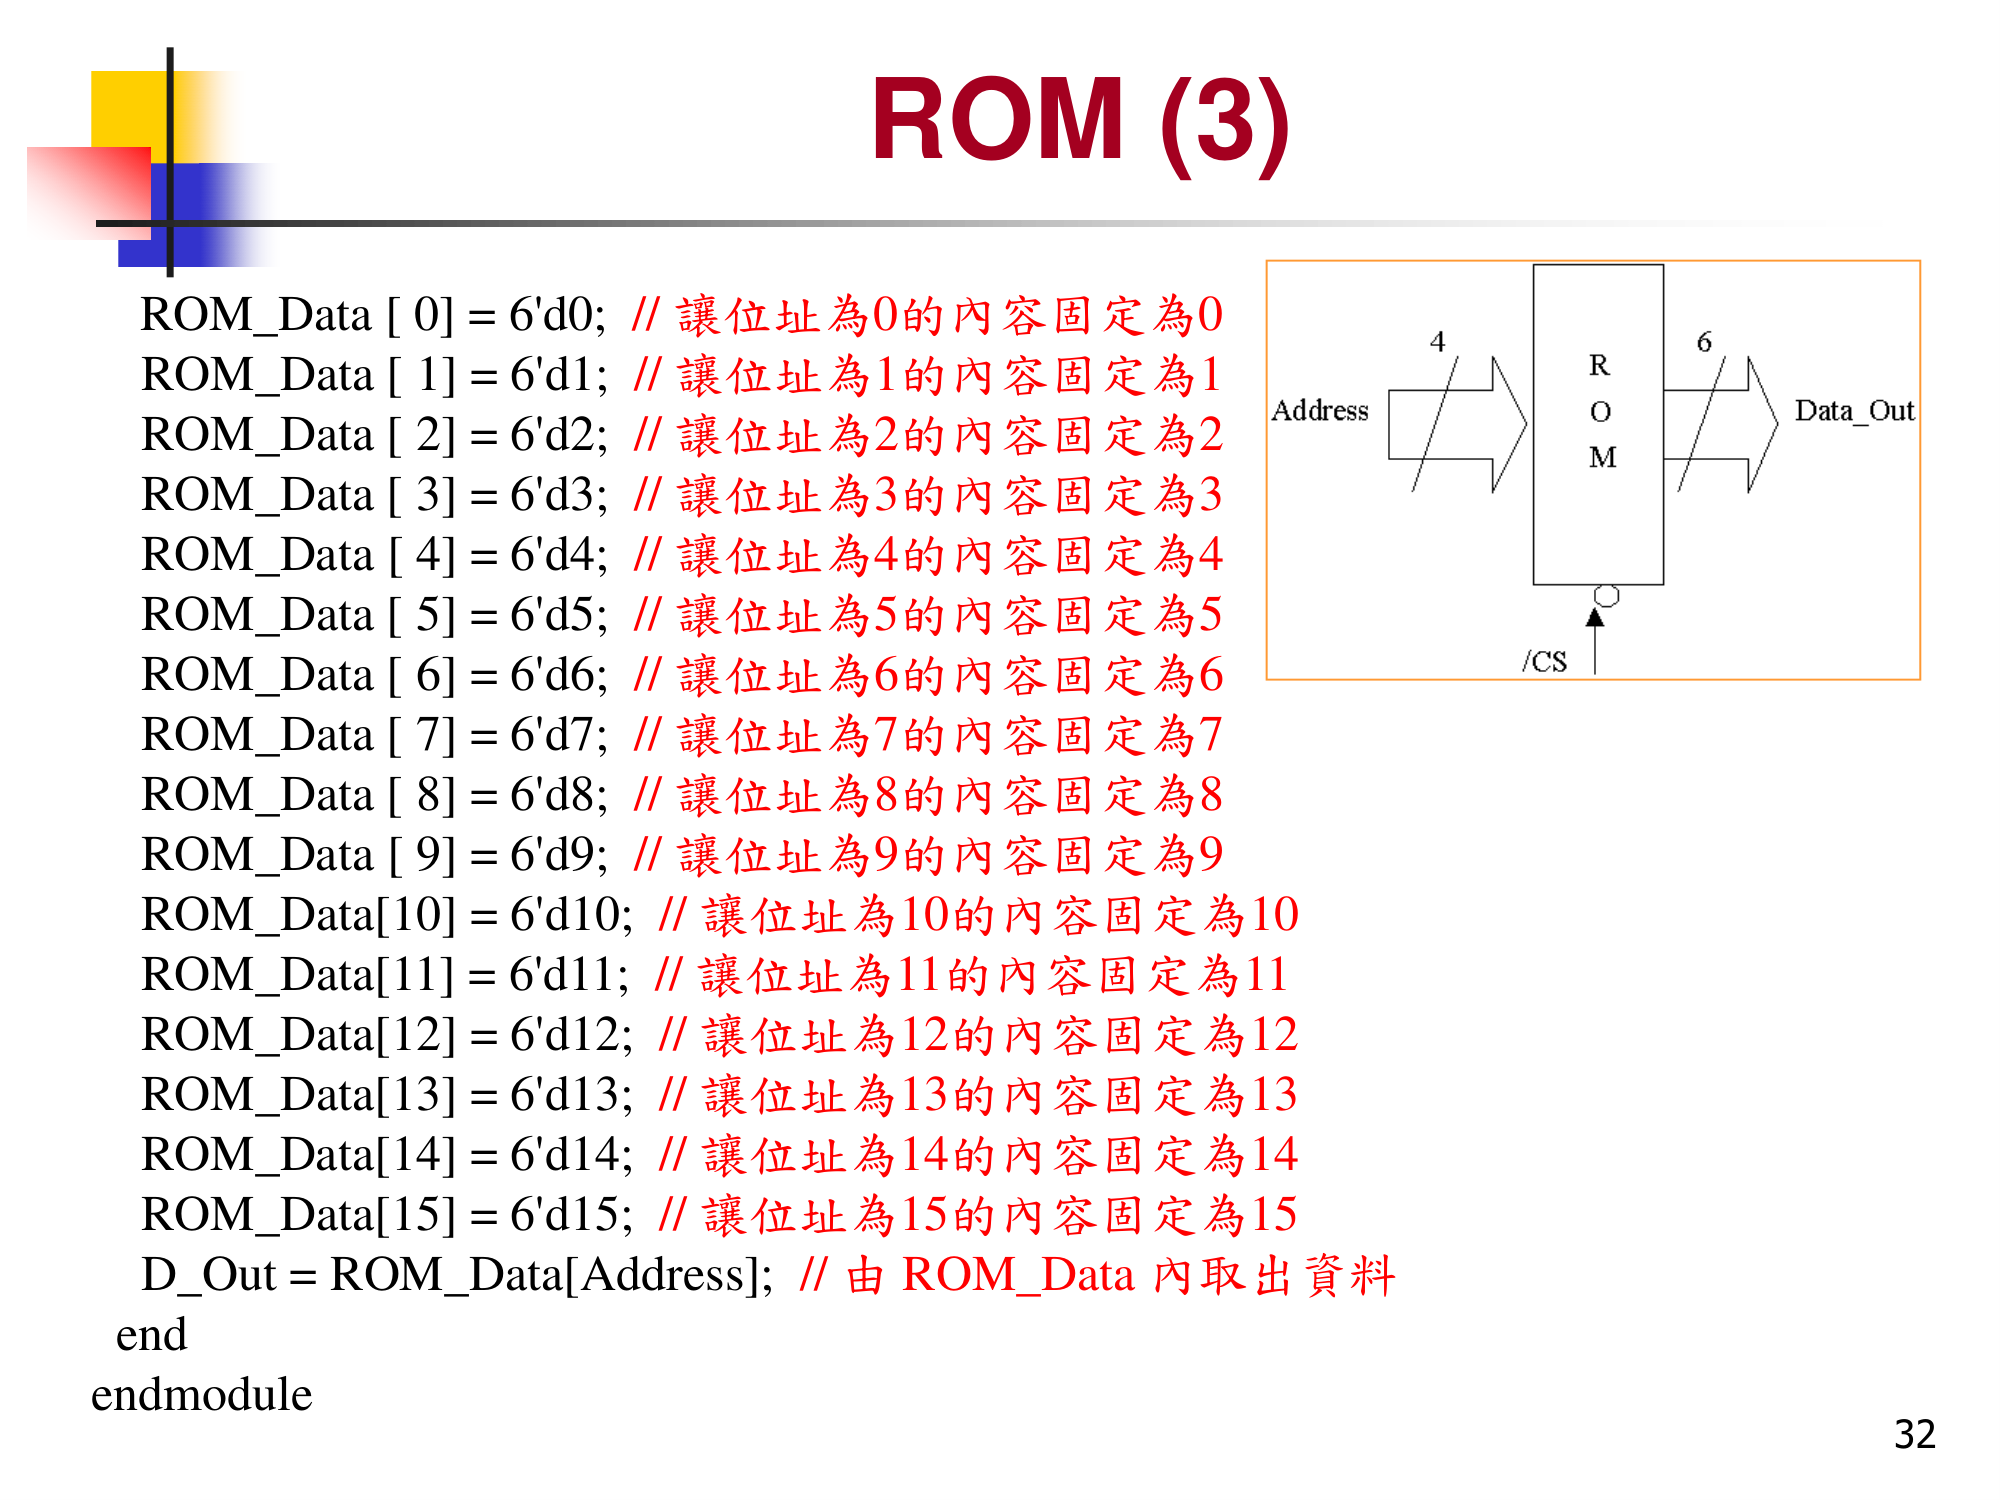 ROM (3)
ROM_Data [ 0] = 6'd0;  // 讓位址為0的內容固定為0
ROM_Data [ 1] = 6'd1;  // 讓位址為1的內容固定為1
ROM_Data [ 2] = 6'd2;  // 讓位址為2的內容固定為2
ROM_Data [ 3] = 6'd3;  // 讓位址為3的內容固定為3
ROM_Data [ 4] = 6'd4;  // 讓位址為4的內容固定為4
ROM_Data [ 5] = 6'd5;  // 讓位址為5的內容固定為5
ROM_Data [ 6] = 6'd6;  // 讓位址為6的內容固定為6
ROM_Data [ 7] = 6'd7;  // 讓位址為7的內容固定為7
ROM_Data [ 8] = 6'd8;  // 讓位址為8的內容固定為8
ROM_Data [ 9] = 6'd9;  // 讓位址為9的內容固定為9
ROM_Data[10] = 6'd10;  // 讓位址為10的內容固定為10
ROM_Data[11] = 6'd11;  // 讓位址為11的內容固定為11
ROM_Data[12] = 6'd12;  // 讓位址為12的內容固定為12
ROM_Data[13] = 6'd13;  // 讓位址為13的內容固定為13
ROM_Data[14] = 6'd14;  // 讓位址為14的內容固定為14
ROM_Data[15] = 6'd15;  // 讓位址為15的內容固定為15
D_Out = ROM_Data[Address];  // 由 ROM_Data 內取出資料
end
endmodule
4
6
Address
R
O
M
Data_Out
/CS
32